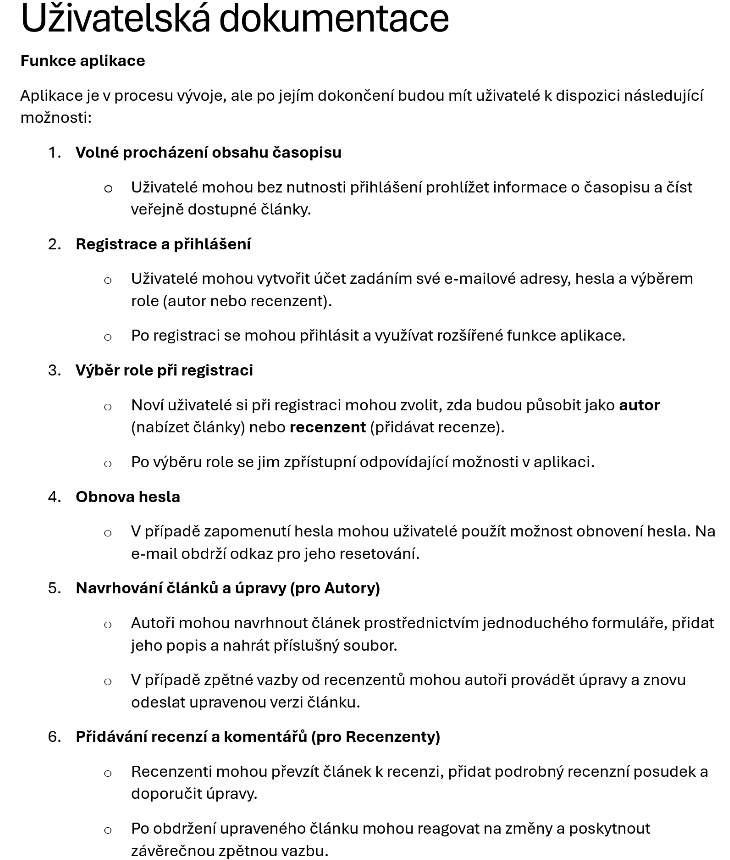 Uživatelská dokumentace
Funkce aplikace
Aplikace je v procesu vývoje, ale po jejím dokončení budou mít uživatelé k dispozici následující
možnosti:
1. Volné procházení obsahu časopisu
o Uživatelé mohou bez nutnosti přihlášení prohlížet informace o časopisu a číst
veřejně dostupné články.
2. Registrace a přihlášení
o Uživatelé mohou vytvořit účet zadáním své e-mailové adresy, hesla a výběrem
role (autor nebo recenzent).
o Po registraci se mohou přihlásit a využívat rozšířené funkce aplikace.
3. Výběr role při registraci
o Noví uživatelé si při registraci mohou zvolit, zda budou působit jako autor
(nabízet články) nebo recenzent (přidávat recenze).
o Po výběru role se jim zpřístupní odpovídající možnosti v aplikaci.
4. Obnova hesla
o V případě zapomenutí hesla mohou uživatelé použít možnost obnovení hesla. Na
e-mail obdrží odkaz pro jeho resetování.
5. Navrhování článků a úpravy (pro Autory)
o Autoři mohou navrhnout článek prostřednictvím jednoduchého formuláře, přidat
jeho popis a nahrát příslušný soubor.
o V případě zpětné vazby od recenzentů mohou autoři provádět úpravy a znovu
odeslat upravenou verzi článku.
6. Přidávání recenzí a komentářů (pro Recenzenty)
o Recenzenti mohou převzít článek k recenzi, přidat podrobný recenzní posudek a
doporučit úpravy.
o Po obdržení upraveného článku mohou reagovat na změny a poskytnout
závěrečnou zpětnou vazbu.